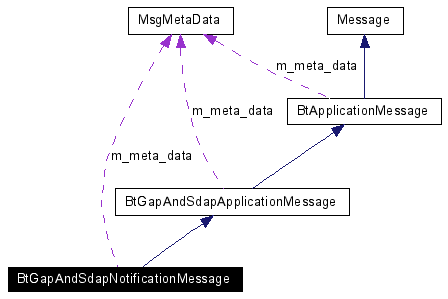 MsgMetaData
Message
m_meta_data
BtApplicationMessage
m_meta_data
m_meta_data
BtGapAndSdapApplicationMessage
BtGapAndSdapNotificationMessage